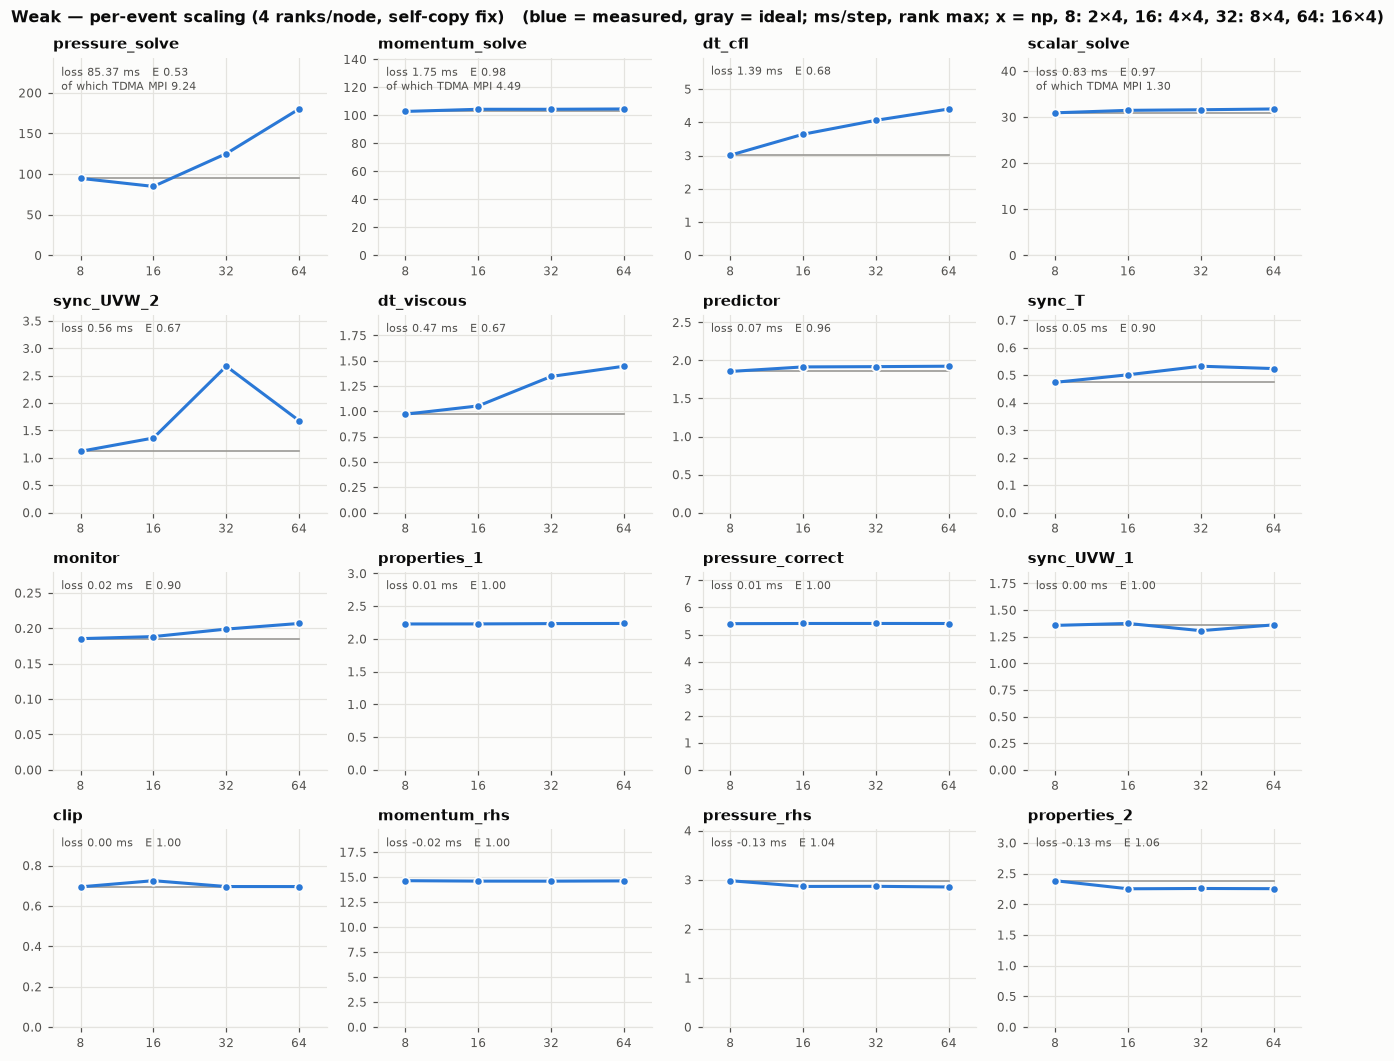 Weak — per-event scaling (4 ranks/node, self-copy fix)   (blue = measured, gray = ideal; ms/step, rank max; x = np, 8: 2×4, 16: 4×4, 32: 8×4, 64: 16×4)
pressure_solve
loss 85.37 ms   E 0.53
of which TDMA MPI 9.24
200
150
100
50
0
8 16 32 64
momentum_solve
loss 1.75 ms   E 0.98
of which TDMA MPI 4.49
140
120
100
80
60
40
20
0
8 16 32 64
dt_cfl
loss 1.39 ms   E 0.68
5
4
3
2
1
0
8 16 32 64
scalar_solve
loss 0.83 ms   E 0.97
of which TDMA MPI 1.30
40
30
20
10
0
8 16 32 64
sync_UVW_2
loss 0.56 ms   E 0.67
3.5
3.0
2.5
2.0
1.5
1.0
0.5
0.0
8 16 32 64
dt_viscous
loss 0.47 ms   E 0.67
1.75
1.50
1.25
1.00
0.75
0.50
0.25
0.00
8 16 32 64
predictor
loss 0.07 ms   E 0.96
2.5
2.0
1.5
1.0
0.5
0.0
8 16 32 64
sync_T
loss 0.05 ms   E 0.90
0.7
0.6
0.5
0.4
0.3
0.2
0.1
0.0
8 16 32 64
monitor
loss 0.02 ms   E 0.90
0.25
0.20
0.15
0.10
0.05
0.00
8 16 32 64
properties_1
loss 0.01 ms   E 1.00
3.0
2.5
2.0
1.5
1.0
0.5
0.0
8 16 32 64
pressure_correct
loss 0.01 ms   E 1.00
7
6
5
4
3
2
1
0
8 16 32 64
sync_UVW_1
loss 0.00 ms   E 1.00
1.75
1.50
1.25
1.00
0.75
0.50
0.25
0.00
8 16 32 64
clip
loss 0.00 ms   E 1.00
0.8
0.6
0.4
0.2
0.0
8 16 32 64
momentum_rhs
loss -0.02 ms   E 1.00
17.5
15.0
12.5
10.0
7.5
5.0
2.5
0.0
8 16 32 64
pressure_rhs
loss -0.13 ms   E 1.04
4
3
2
1
0
8 16 32 64
properties_2
loss -0.13 ms   E 1.06
3.0
2.5
2.0
1.5
1.0
0.5
0.0
8 16 32 64